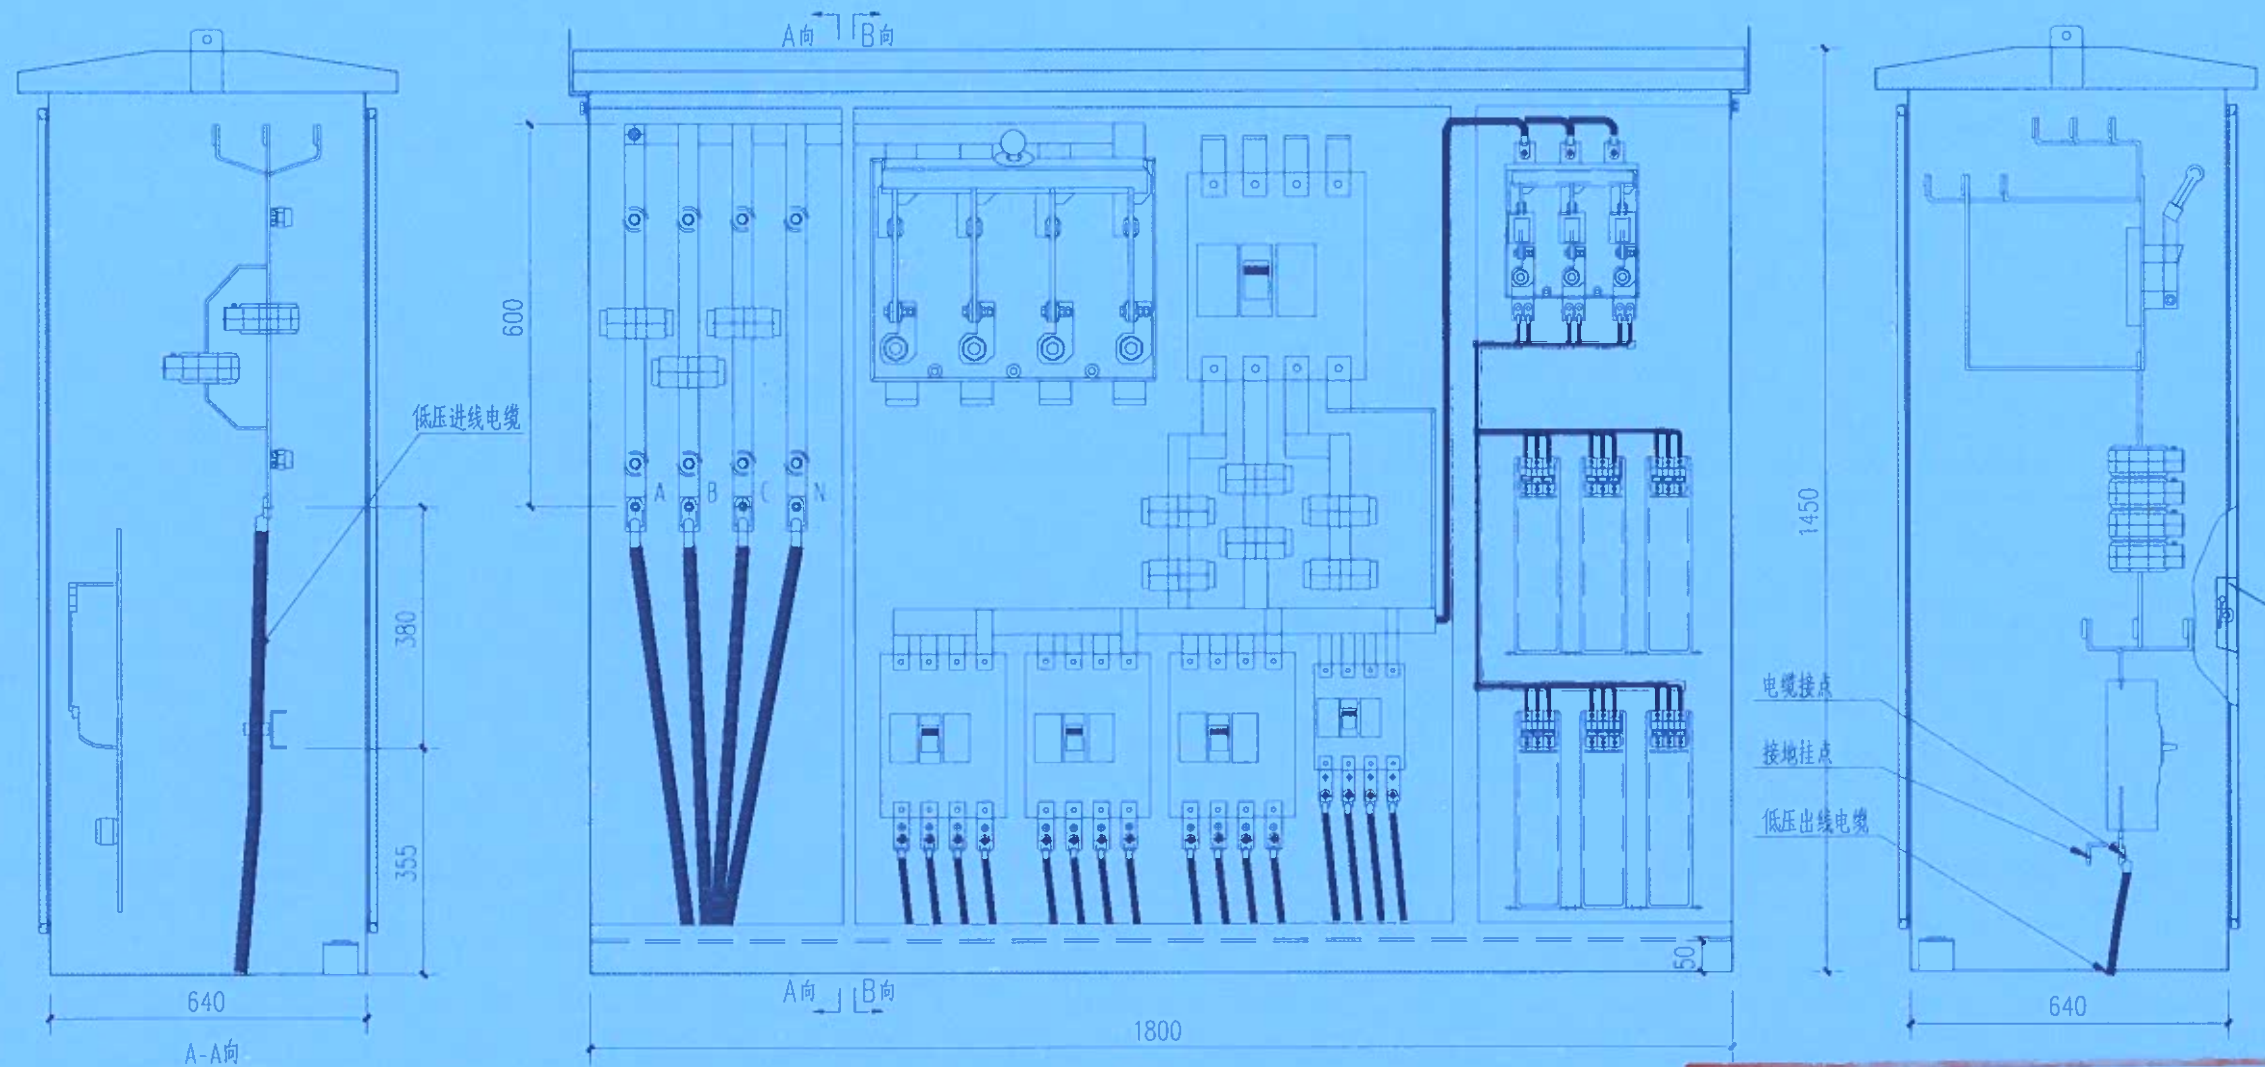 A向 B向
低压进线电缆
600
A B C N
380
355
640
A-A向
A向 B向
1800
50
1450
电缆接点
接地挂点
低压出线电缆
640